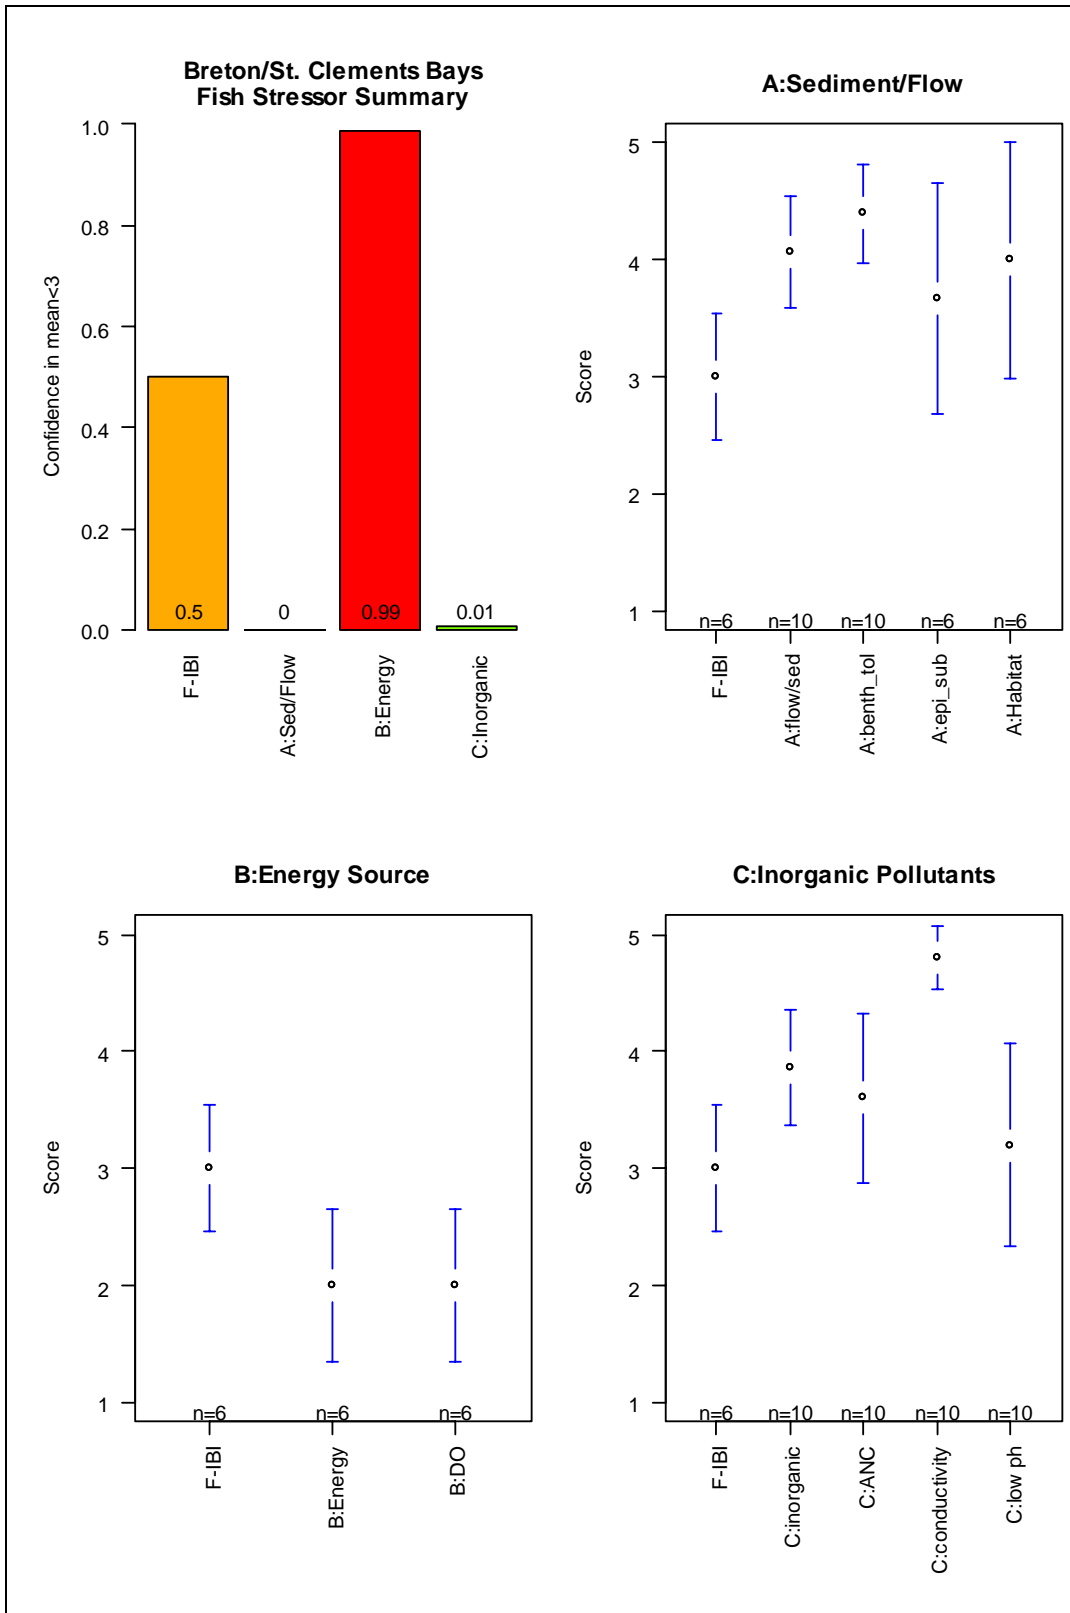 Breton/St. Clements Bays
Fish Stressor Summary
Confidence in mean<3
1.0
0.8
0.6
0.4
0.2
0.0
0.5
0
0.99
0.01
F-IBI
A:Sed/Flow
B:Energy
C:Inorganic
A:Sediment/Flow
Score
5
4
3
2
1
n=6
n=10
n=10
n=6
n=6
F-IBI
A:flow/sed
A:benth_tol
A:epi_sub
A:Habitat
B:Energy Source
Score
5
4
3
2
1
n=6
n=6
n=6
F-IBI
B:Energy
B:DO
C:Inorganic Pollutants
Score
5
4
3
2
1
n=6
n=10
n=10
n=10
n=10
F-IBI
C:inorganic
C:ANC
C:conductivity
C:low ph